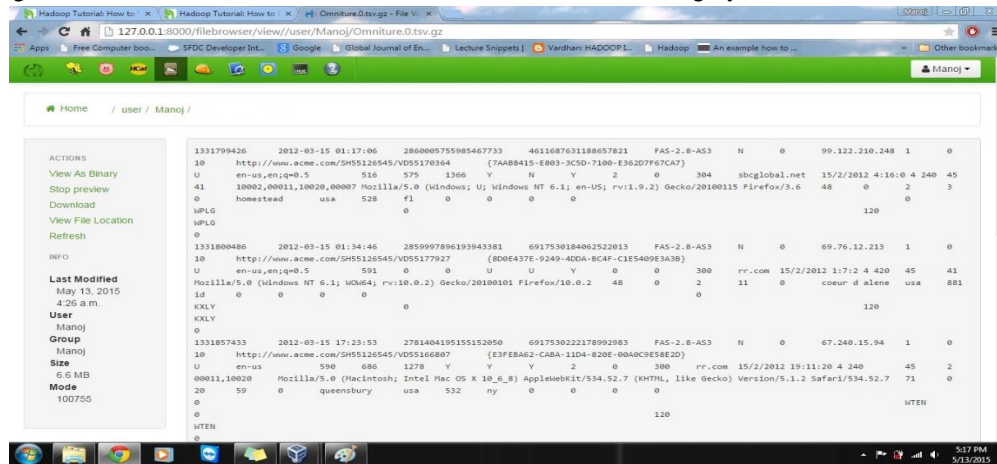 Hadoop Tutorial: How to
Hadoop Tutorial: How to
Omniture.0.tsv.gz - File Vi
Manoj
127.0.0.1:8000/filebrowser/view//user/Manoj/Omniture.0.tsv.gz
Apps Free Computer boo... SFDC Developer Int... Google Global Journal of En... Lecture Snippets | Vardhan: HADOOP I... Hadoop An example how to ... Other bookmark
HCat
Manoj
Home / user / Manoj /
ACTIONS
View As Binary
Stop preview
Download
View File Location
Refresh
INFO
Last Modified
May 13, 2015
4:26 a.m.
User
Manoj
Group
Manoj
Size
6.6 MB
Mode
100755
1331799426 2012-03-15 01:17:06 2860005755985467733 4611687631188657821 FAS-2.8-AS3 N 0 99.122.210.248 1 0
10 http://www.acme.com/SH55126545/VD55170364 {7AAB8415-E803-3C5D-7100-E362D7F67CA7}
U en-us,en;q=0.5 516 575 1366 Y N Y 2 0 304 sbcglobal.net 15/2/2012 4:16:0 4 240 45
41 10002,00011,10020,00007 Mozilla/5.0 (Windows; U; Windows NT 6.1; en-US; rv:1.9.2) Gecko/20100115 Firefox/3.6 48 0 2 3
0 homestead usa 528 fl 0 0 0 0 0
WPLG 0 120
WPLG
0
1331800486 2012-03-15 01:34:46 2859997896193943381 6917530184062522013 FAS-2.8-AS3 N 0 69.76.12.213 1 0
10 http://www.acme.com/SH55126545/VD55177927 {8D0E437E-9249-4DDA-BC4F-C1E5409E3A3B}
U en-us,en;q=0.5 591 0 0 U U Y 0 0 300 rr.com 15/2/2012 1:7:2 4 420 45 41
Mozilla/5.0 (Windows NT 6.1; WOW64; rv:10.0.2) Gecko/20100101 Firefox/10.0.2 48 0 2 11 0 coeur d alene usa 881
id 0 0 0 0 0
KXLY 0 120
KXLY
0
1331857433 2012-03-15 17:23:53 2781404195155152050 6917530222178992983 FAS-2.8-AS3 N 0 67.240.15.94 1 0
10 http://www.acme.com/SH55126545/VD55166807 {E3FEBA62-CABA-11D4-820E-00A0C9E58E2D}
U en-us 590 686 1278 Y Y Y 2 0 300 rr.com 15/2/2012 19:11:20 4 240 45 2
00011,10020 Mozilla/5.0 (Macintosh; Intel Mac OS X 10_6_8) AppleWebKit/534.52.7 (KHTML, like Gecko) Version/5.1.2 Safari/534.52.7 71 0
20 59 0 queensbury usa 532 ny 0 0 0 0
0 WTEN
0 120
WTEN
0
5:17 PM
5/13/2015